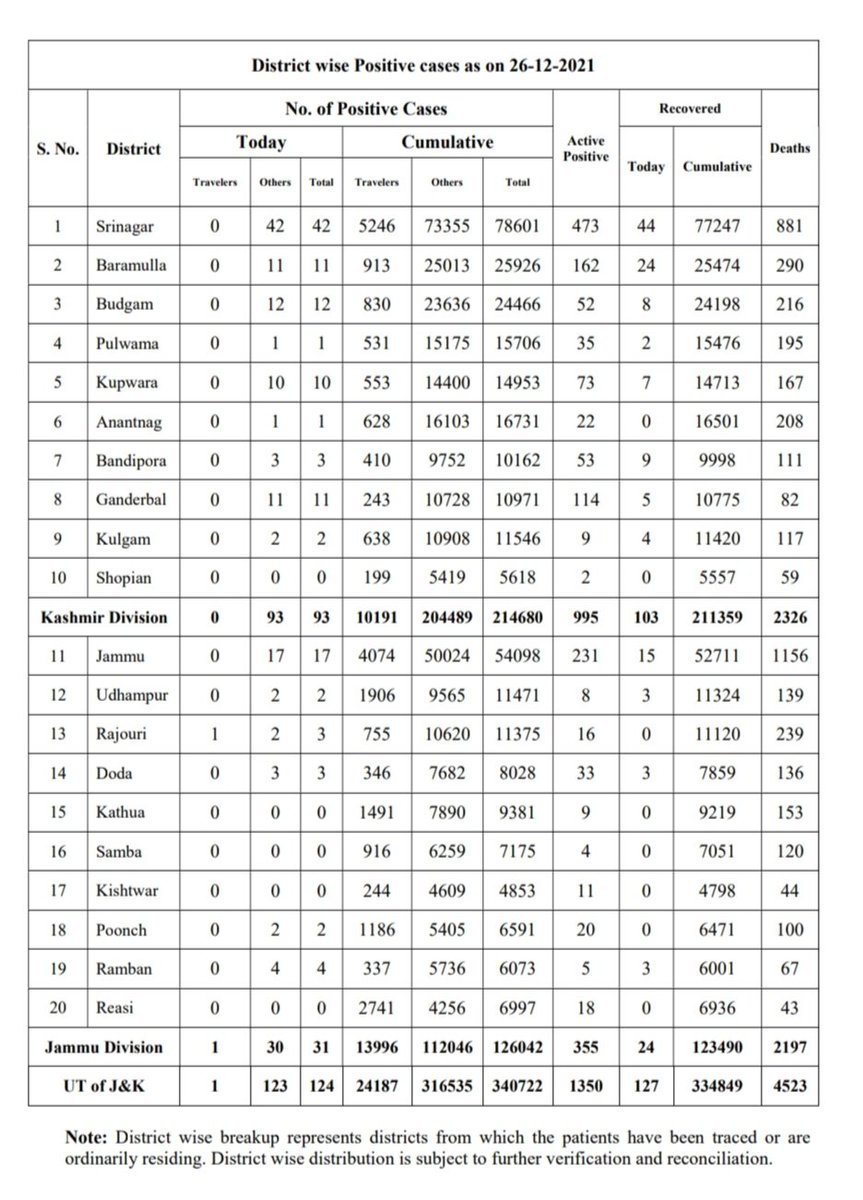 District wise Positive cases as on 26-12-2021
S. No. District No. of Positive Cases Active Positive Recovered Deaths
Today Cumulative Today Cumulative
Travelers Others Total Travelers Others Total
1 Srinagar 0 42 42 5246 73355 78601 473 44 77247 881
2 Baramulla 0 11 11 913 25013 25926 162 24 25474 290
3 Budgam 0 12 12 830 23636 24466 52 8 24198 216
4 Pulwama 0 1 1 531 15175 15706 35 2 15476 195
5 Kupwara 0 10 10 553 14400 14953 73 7 14713 167
6 Anantnag 0 1 1 628 16103 16731 22 0 16501 208
7 Bandipora 0 3 3 410 9752 10162 53 9 9998 111
8 Ganderbal 0 11 11 243 10728 10971 114 5 10775 82
9 Kulgam 0 2 2 638 10908 11546 9 4 11420 117
10 Shopian 0 0 0 199 5419 5618 2 0 5557 59
Kashmir Division 0 93 93 10191 204489 214680 995 103 211359 2326
11 Jammu 0 17 17 4074 50024 54098 231 15 52711 1156
12 Udhampur 0 2 2 1906 9565 11471 8 3 11324 139
13 Rajouri 1 2 3 755 10620 11375 16 0 11120 239
14 Doda 0 3 3 346 7682 8028 33 3 7859 136
15 Kathua 0 0 0 1491 7890 9381 9 0 9219 153
16 Samba 0 0 0 916 6259 7175 4 0 7051 120
17 Kishtwar 0 0 0 244 4609 4853 11 0 4798 44
18 Poonch 0 2 2 1186 5405 6591 20 0 6471 100
19 Ramban 0 4 4 337 5736 6073 5 3 6001 67
20 Reasi 0 0 0 2741 4256 6997 18 0 6936 43
Jammu Division 1 30 31 13996 112046 126042 355 24 123490 2197
UT of J&K 1 123 124 24187 316535 340722 1350 127 334849 4523
Note: District wise breakup represents districts from which the patients have been traced or are
ordinarily residing. District wise distribution is subject to further verification and reconciliation.